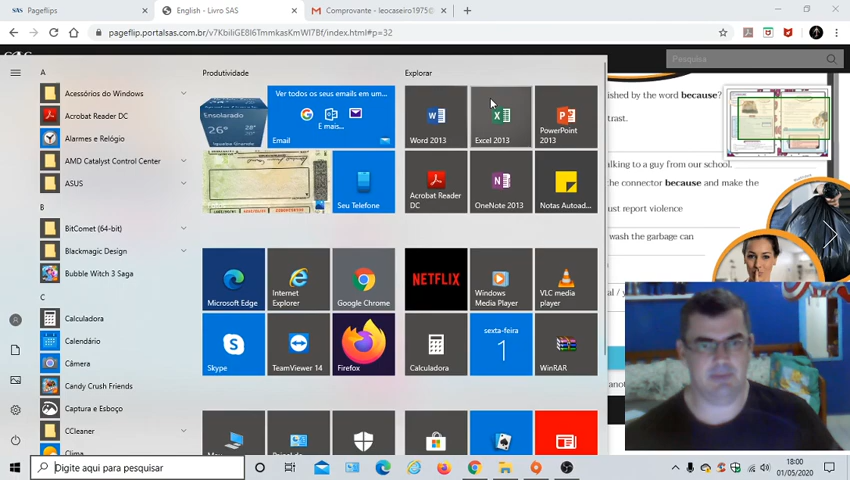 Pageflips
English - Livro SAS
Comprovante - leocaseiro1975@
pageflip.portalsas.com.br/v7KbiliGE8I6TmmkasKmWI7Bf/index.html#p=32
Pesquisa
A
Acessórios do Windows
Acrobat Reader DC
Alarmes e Relógio
AMD Catalyst Control Center
ASUS
B
BitComet (64-bit)
Blackmagic Design
Bubble Witch 3 Saga
C
Calculadora
Calendário
Câmera
Candy Crush Friends
Captura e Esboço
CCleaner
Clima
Produtividade
Ensolarado
26°
Ver todos os seus emails em um...
E mais...
Email
Seu Telefone
Microsoft Edge
Internet Explorer
Google Chrome
Skype
TeamViewer 14
Firefox
Explorar
Word 2013
Excel 2013
PowerPoint 2013
Acrobat Reader DC
OneNote 2013
Notas Autoad...
NETFLIX
Windows Media Player
VLC media player
Calculadora
sexta-feira
1
WinRAR
ished by the word because?
trast.
alking to a guy from our school.
the connector because and make the
ust report violence
wash the garbage can
al / y
anot
Digite aqui para pesquisar
18:00
01/05/2020